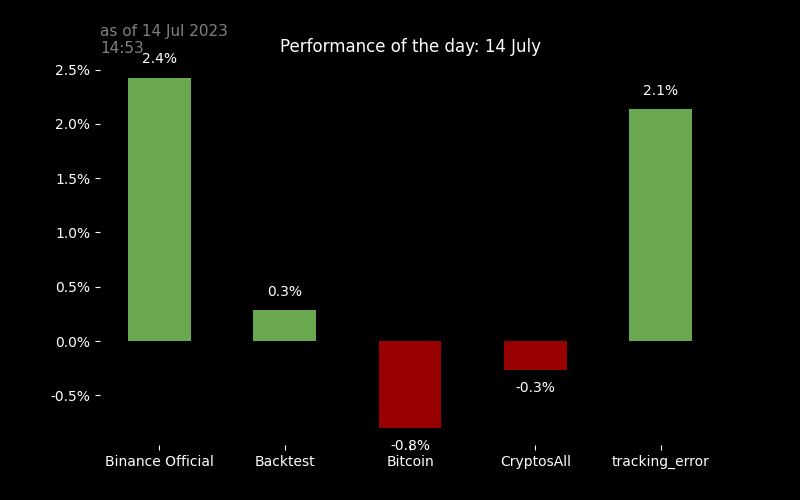 as of 14 Jul 2023
14:53
Performance of the day: 14 July
2.5%
2.0%
1.5%
1.0%
0.5%
0.0%
-0.5%
2.4%
0.3%
-0.8%
-0.3%
2.1%
Binance Official
Backtest
Bitcoin
CryptosAll
tracking_error